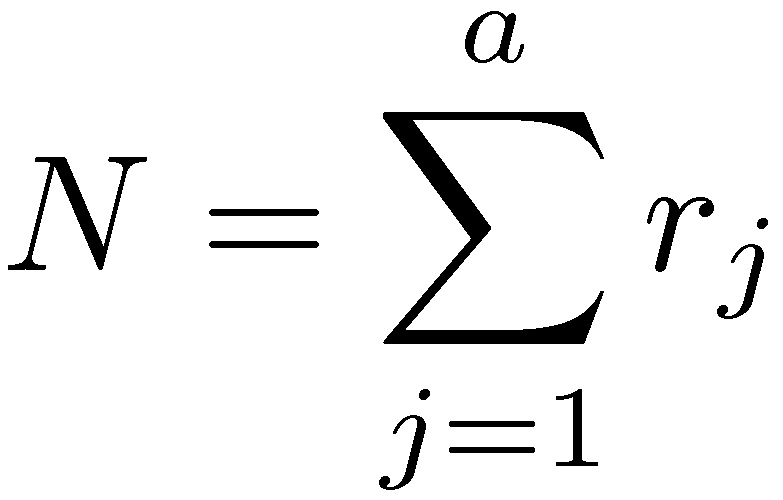 N = \sum_{j=1}^{a} r_j